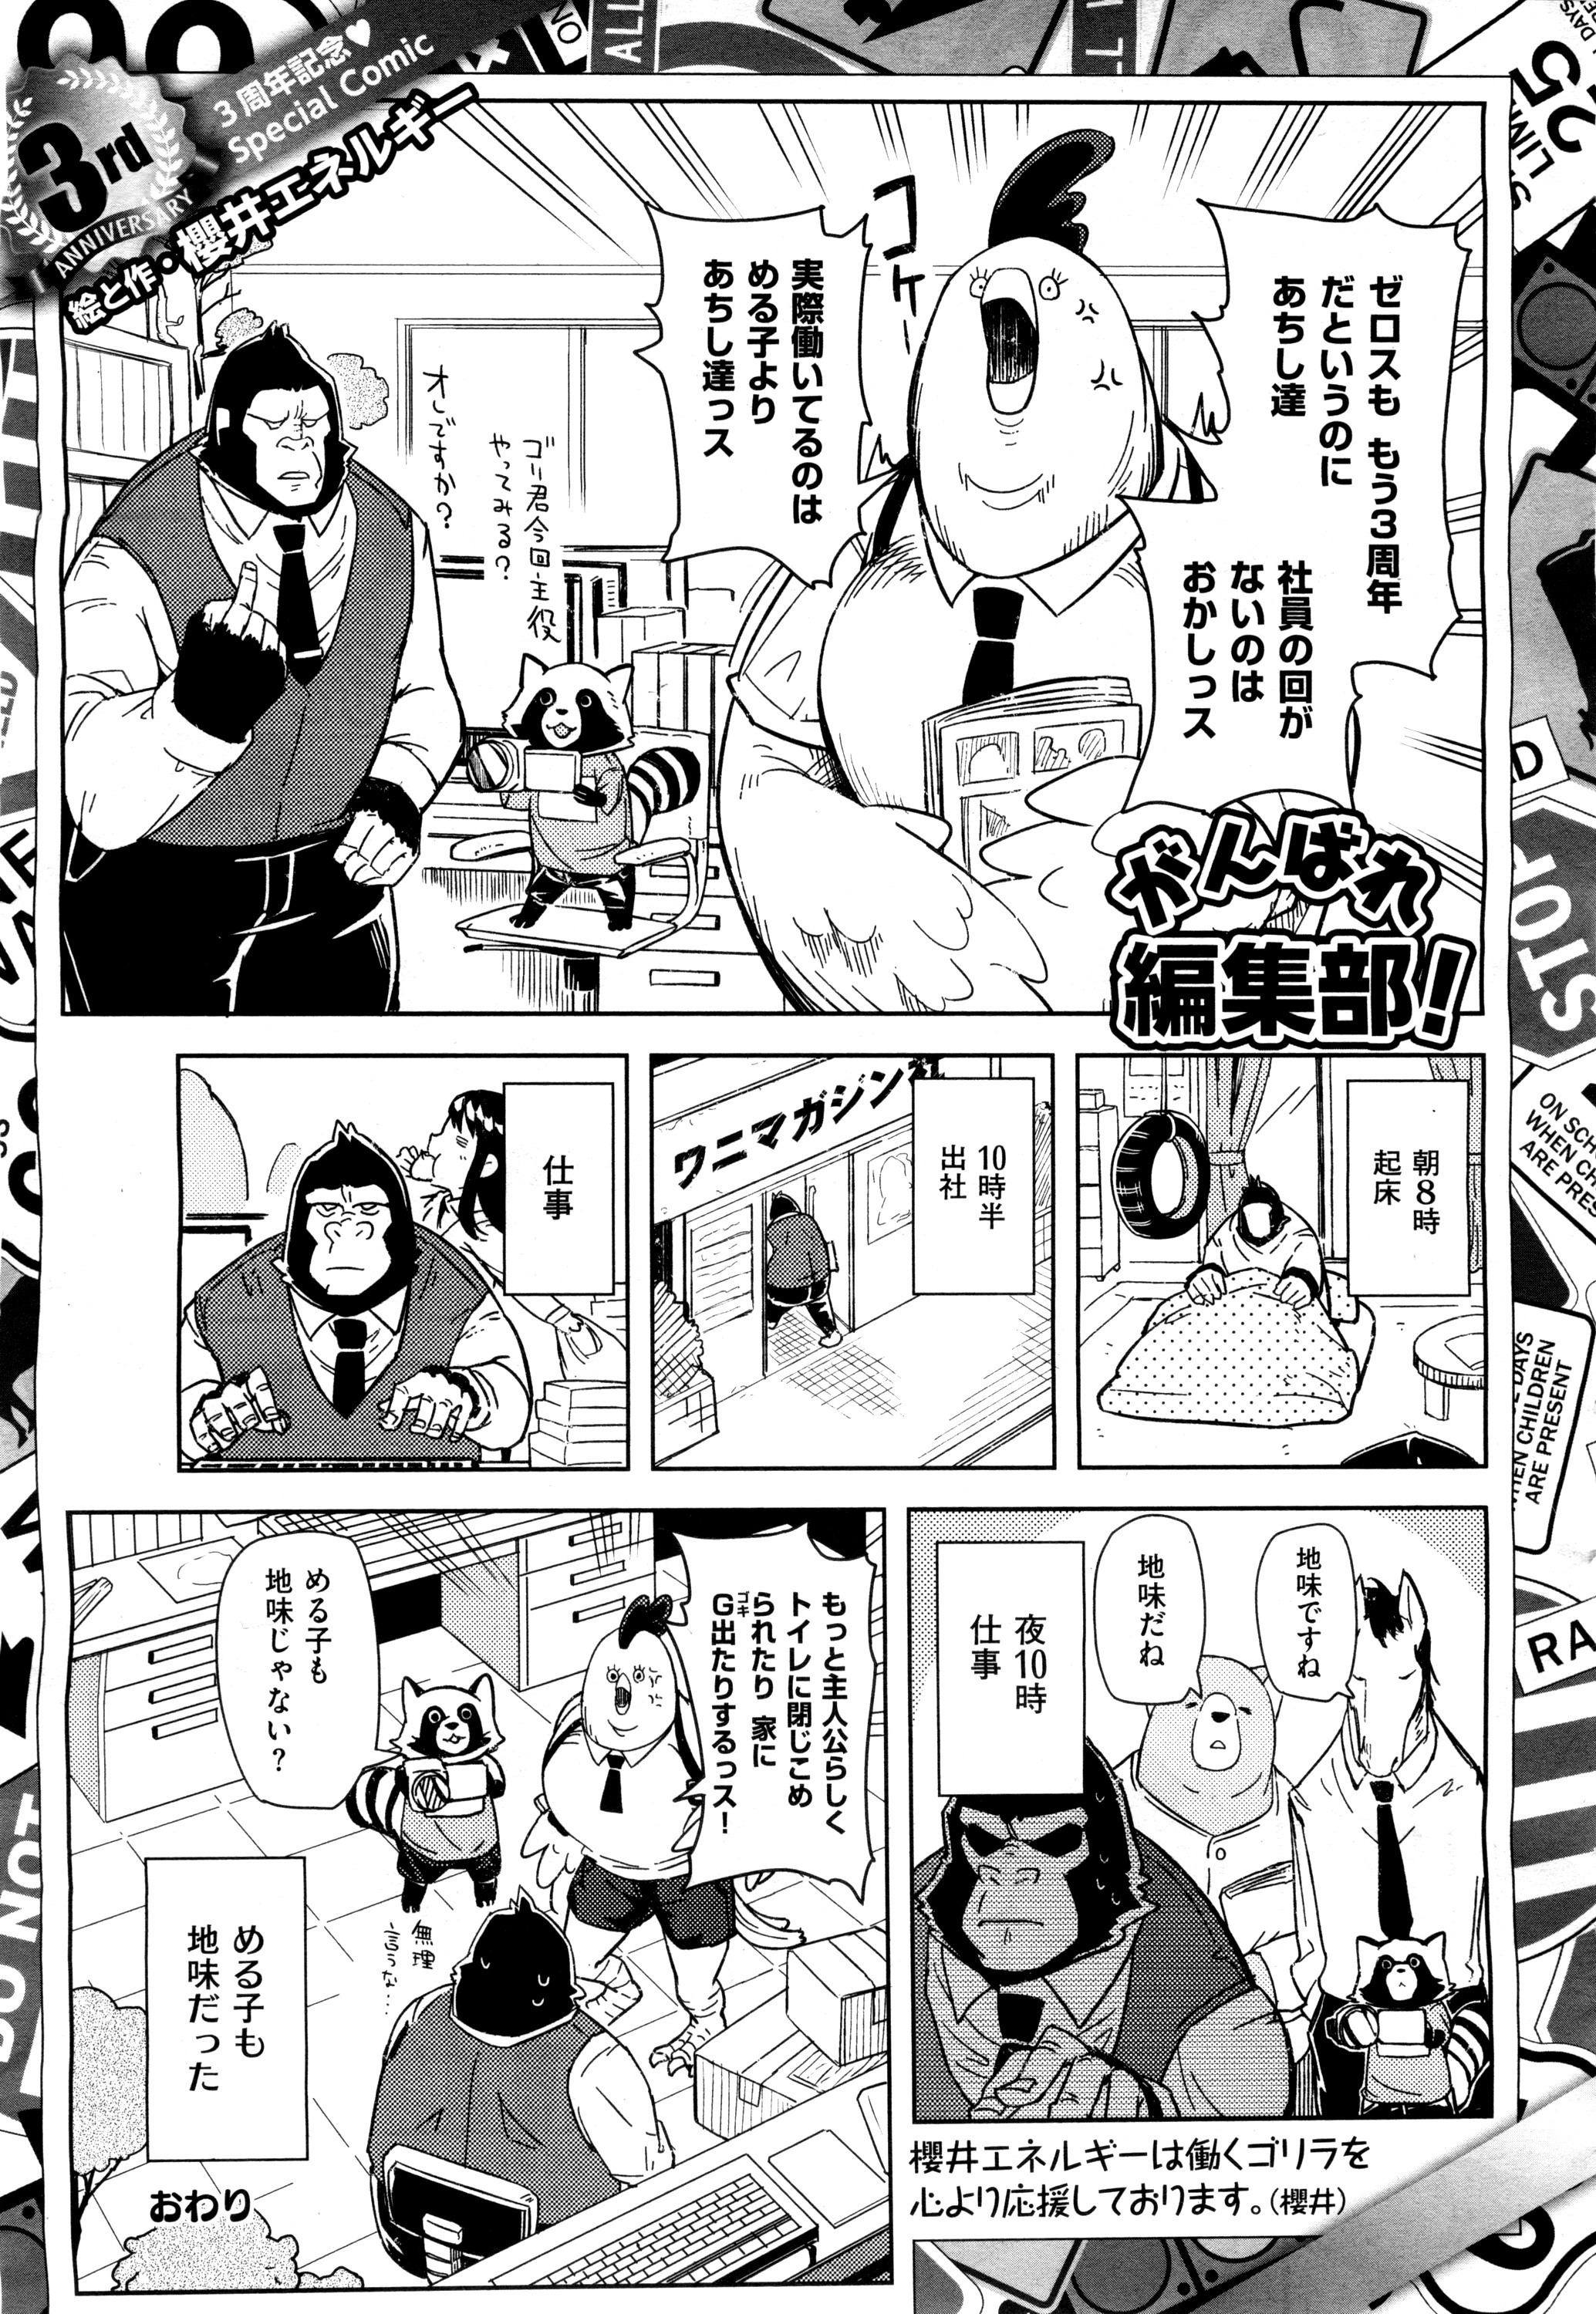 3rd
ANNIVERSARY
3周年記念♥
Special Comic
絵と作・櫻井エネルギー
ゼロスも もう3周年
だというのに
あちし達
社員の回が
ないのは
おかしっス
コケーッ
実際働いてるのは
める子より
あちし達っス
ゴリ君今回主役
やってみる?
オレですか?
がんばれ
編集部!
朝8時
起床
ワニマガジン社
10時半
出社
仕事
地味ですね
地味だね
夜10時
仕事
もっと主人公らしく
トイレに閉じこめ
られたり 家に
G出たりするっス!
ゴキ
める子も
地味じゃない?
無理
言うな…
める子も
地味だった
おわり
櫻井エネルギーは働くゴリラを
心より応援しております。(櫻井)
NO
ALL
25
LIMIT
STOP
ON SCH
WHEN CH
ARE PRES
DAYS
WHEN CHILDREN
ARE PRESENT
RA
DO NOT